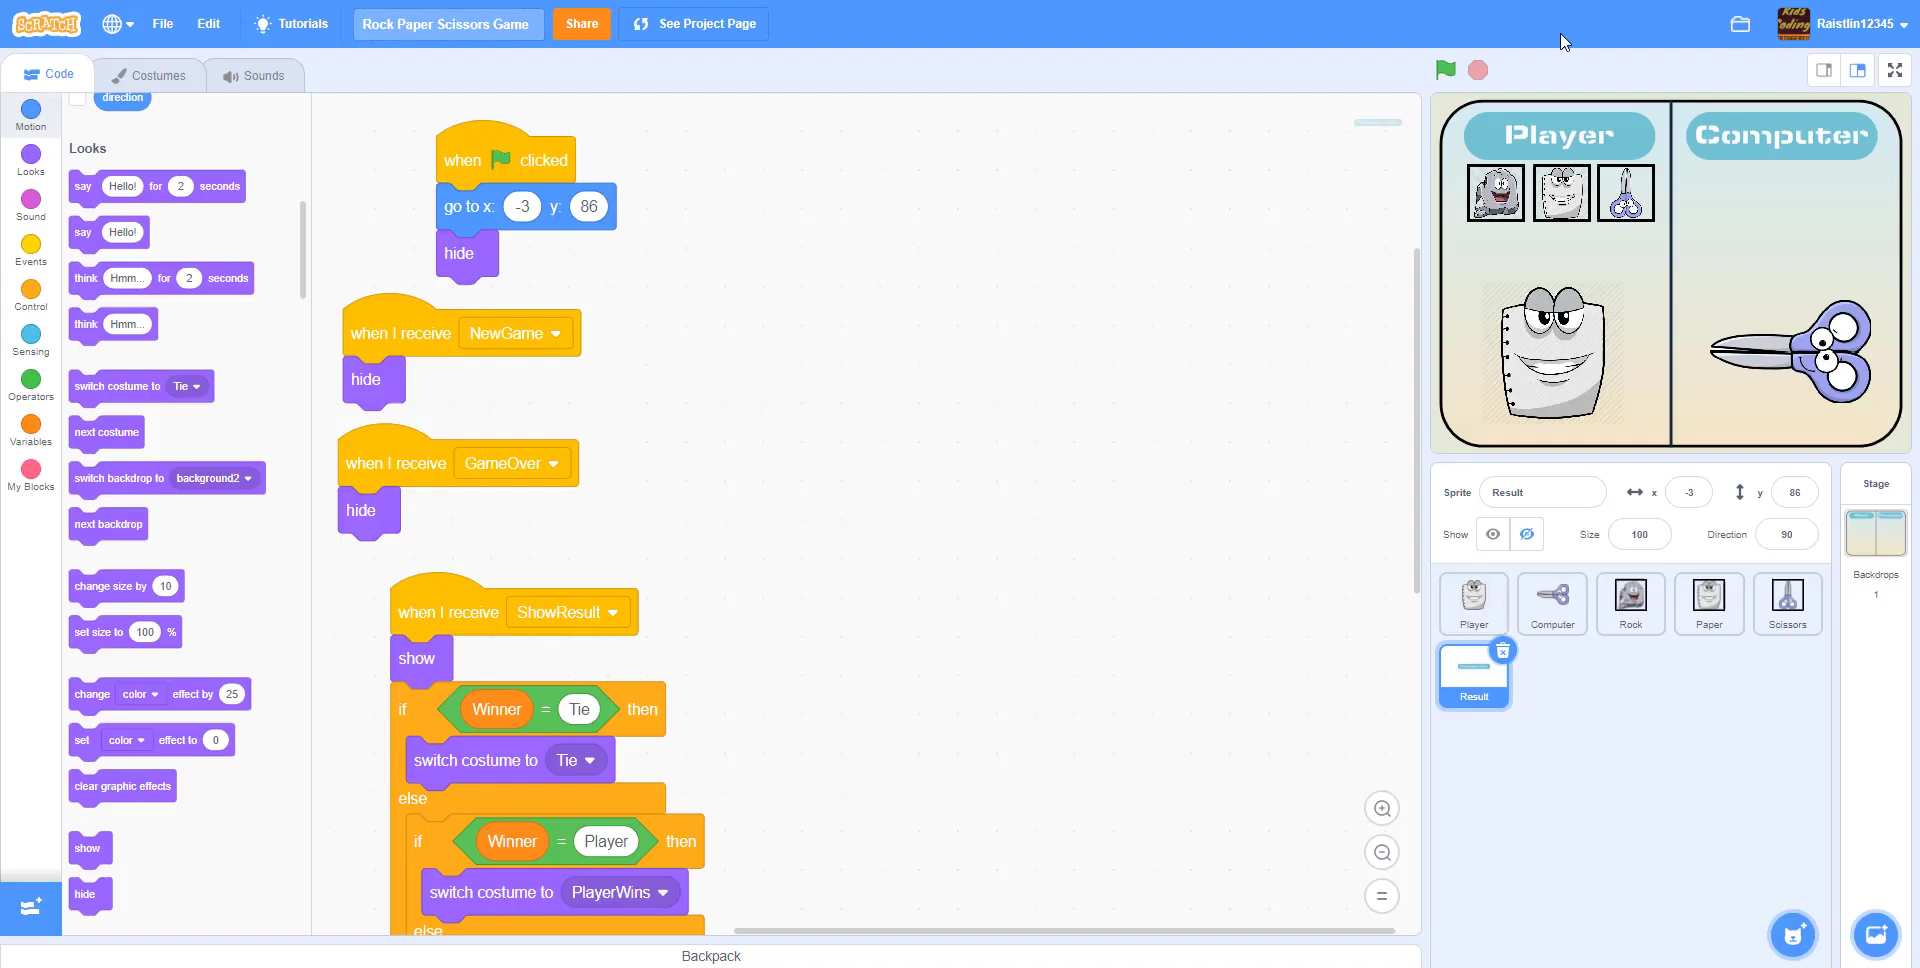 SCRATCH
File
Edit
Tutorials
Rock Paper Scissors Game
Share
See Project Page
Kids
Coding
Raistlin12345
Code
Costumes
Sounds
Motion
Looks
Sound
Events
Control
Sensing
Operators
Variables
My Blocks
direction
Looks
say Hello! for 2 seconds
say Hello!
think Hmm... for 2 seconds
think Hmm...
switch costume to Tie
next costume
switch backdrop to background2
next backdrop
change size by 10
set size to 100 %
change color effect by 25
set color effect to 0
clear graphic effects
show
hide
when clicked
go to x: -3 y: 86
hide
when I receive NewGame
hide
when I receive GameOver
hide
when I receive ShowResult
show
if Winner = Tie then
switch costume to Tie
else
if Winner = Player then
switch costume to PlayerWins
else
Backpack
Player
Computer
Sprite Result x -3 y 86
Show Size 100 Direction 90
Player
Computer
Rock
Paper
Scissors
Result
Stage
Backdrops
1